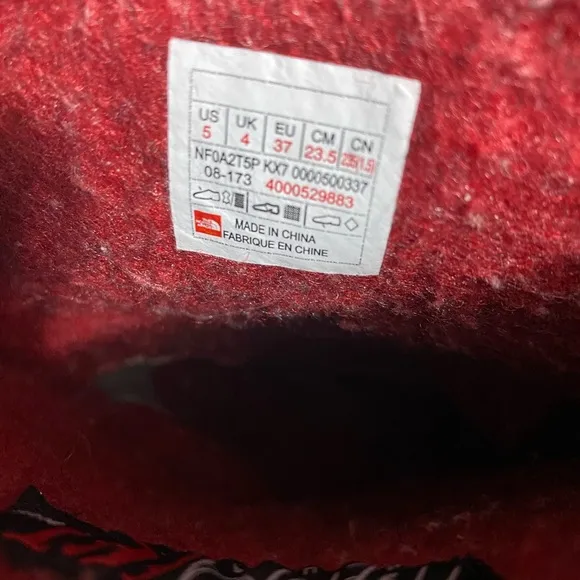 US UK EU CM CN
5 4 37 23.5 235(1.5)
NF0A2T5P KX7 0000500337
08-173 4000529883
MADE IN CHINA
FABRIQUE EN CHINE